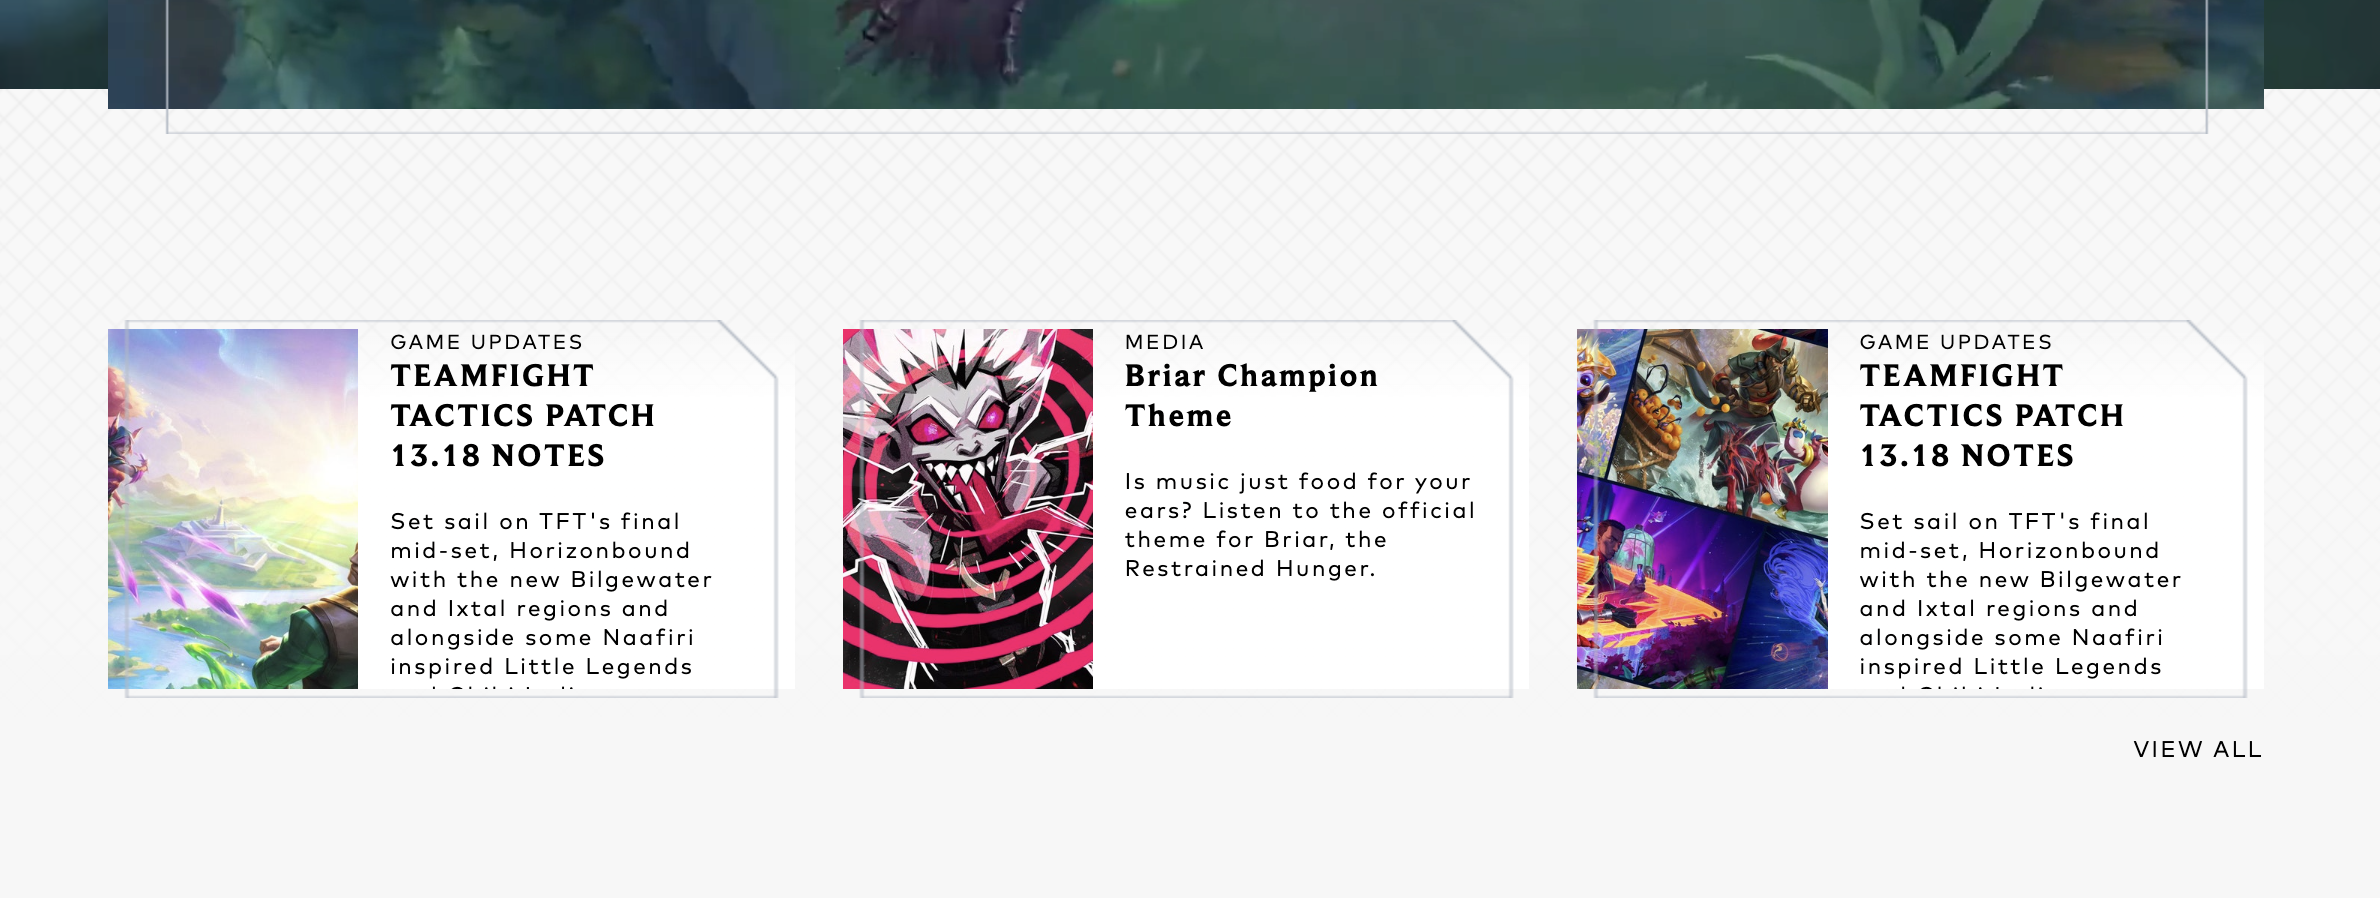 GAME UPDATES
TEAMFIGHT
TACTICS PATCH
13.18 NOTES
Set sail on TFT's final
mid-set, Horizonbound
with the new Bilgewater
and Ixtal regions and
alongside some Naafiri
inspired Little Legends
MEDIA
Briar Champion
Theme
Is music just food for your
ears? Listen to the official
theme for Briar, the
Restrained Hunger.
GAME UPDATES
TEAMFIGHT
TACTICS PATCH
13.18 NOTES
Set sail on TFT's final
mid-set, Horizonbound
with the new Bilgewater
and Ixtal regions and
alongside some Naafiri
inspired Little Legends
VIEW ALL